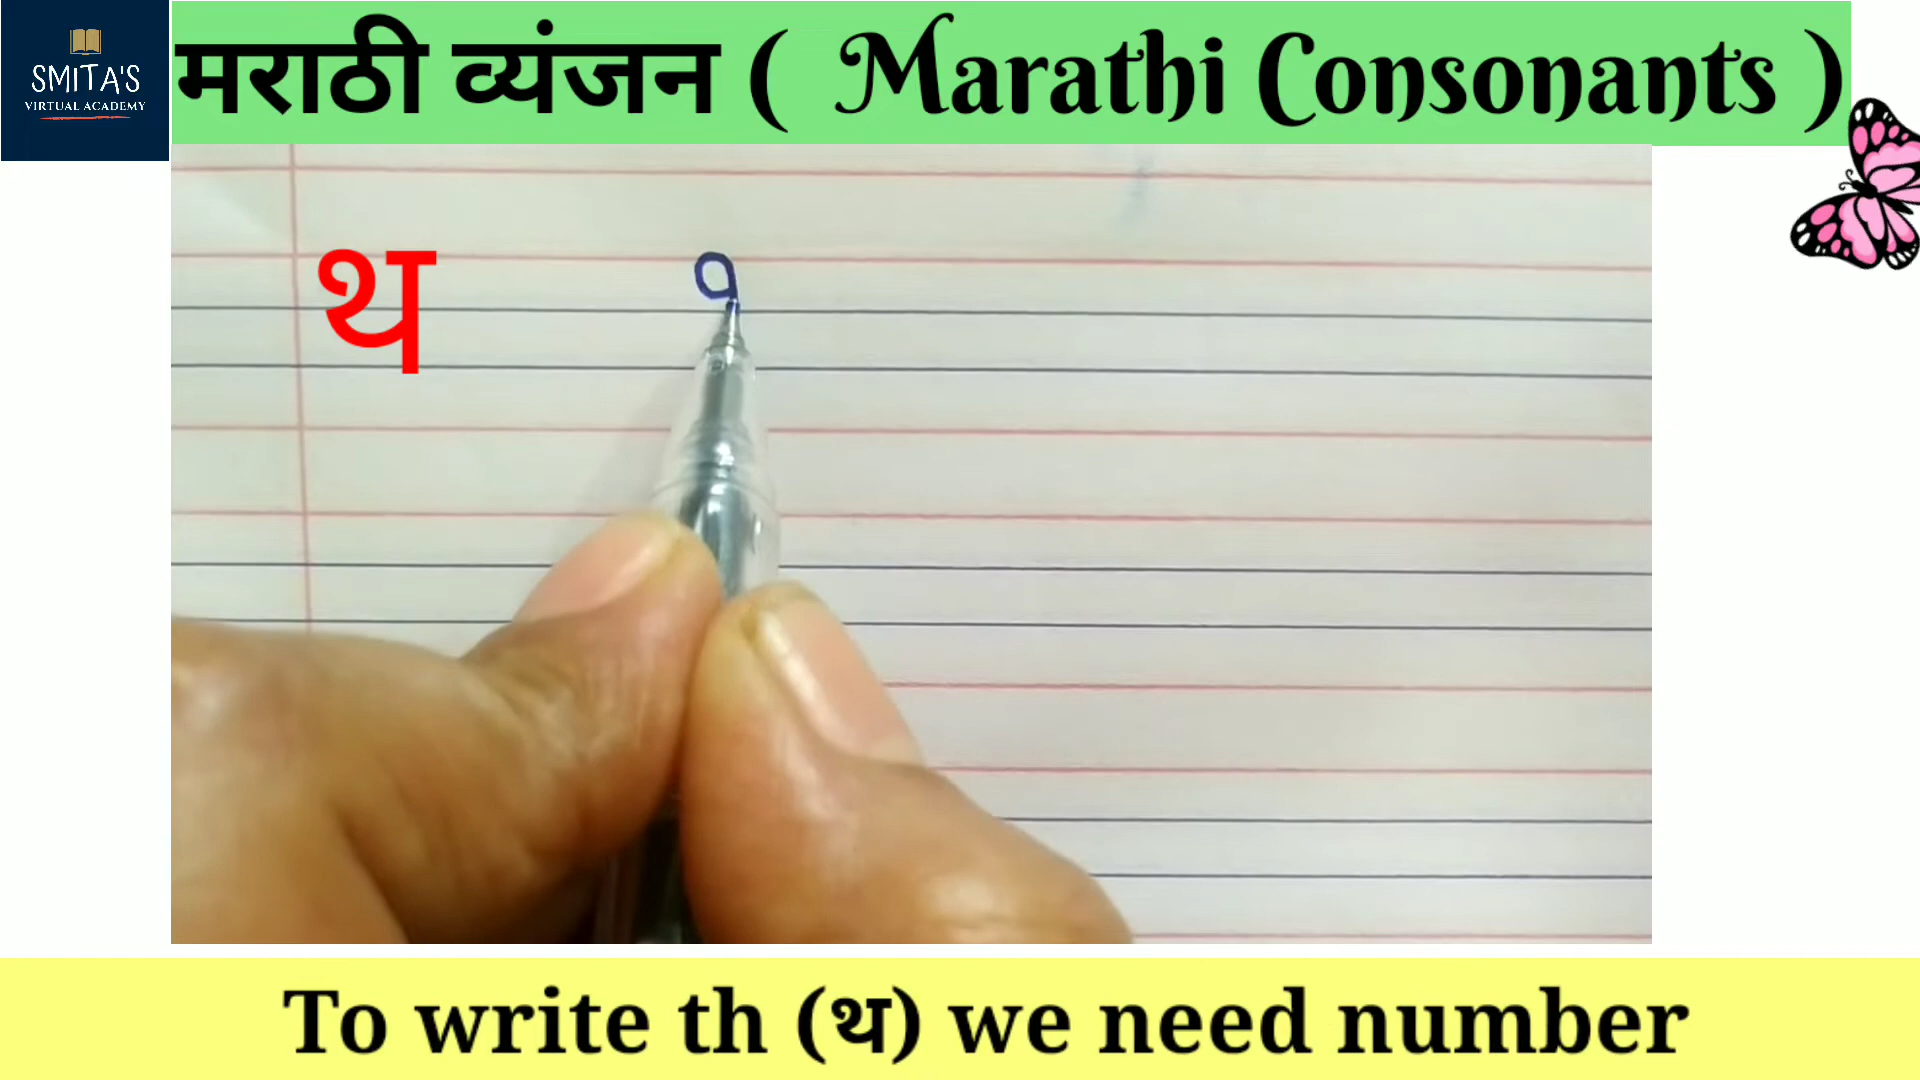 SMITA'S
VIRTUAL ACADEMY
मराठी व्यंजन ( Marathi Consonants )
थ
To write th (थ) we need number